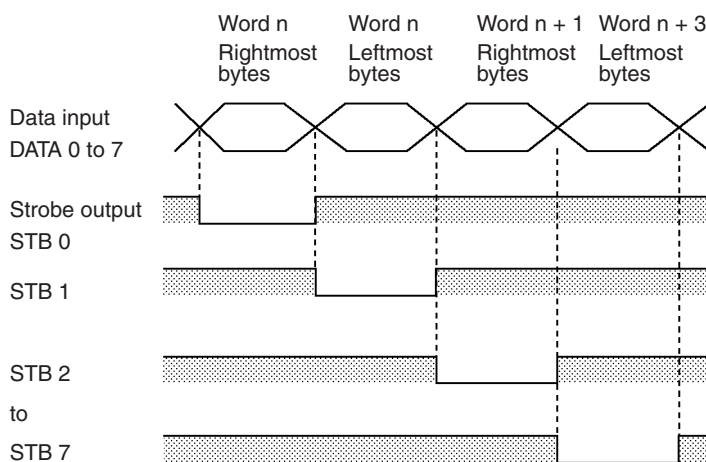 Word n
Rightmost
bytes
Word n
Leftmost
bytes
Word n + 1
Rightmost
bytes
Word n + 3
Leftmost
bytes
Data input
DATA 0 to 7
Strobe output
STB 0
STB 1
STB 2
to
STB 7